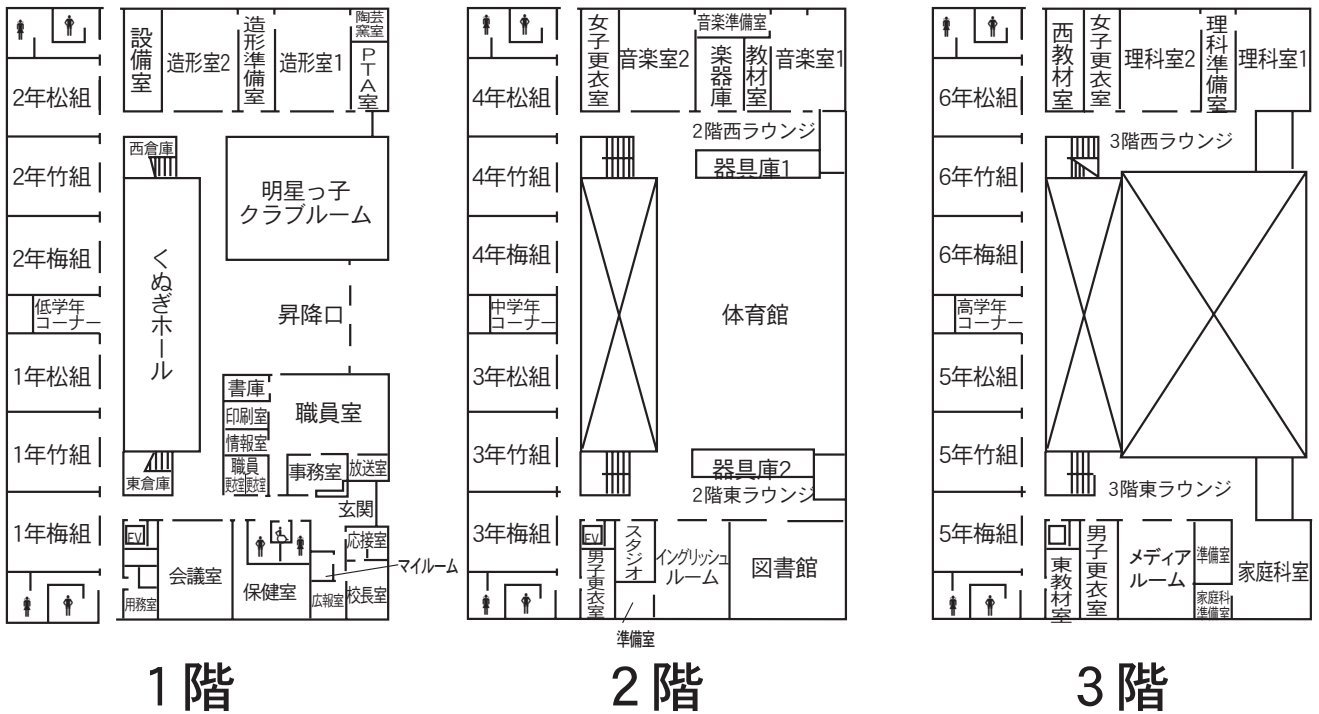 設備室
造形室2
造形準備室
造形室1
陶芸
窯室
PTA室
2年松組
2年竹組
2年梅組
低学年
コーナー
1年松組
1年竹組
1年梅組
西倉庫
くぬぎホール
東倉庫
明星っ子
クラブルーム
昇降口
書庫
印刷室
情報室
職員
更衣室
更衣室
職員室
事務室
放送室
玄関
EV
用務室
会議室
保健室
広報室
応接室
校長室
マイルーム
1階
女子更衣室
音楽室2
音楽準備室
楽器庫
教材室
音楽室1
4年松組
4年竹組
4年梅組
中学年
コーナー
3年松組
3年竹組
3年梅組
2階西ラウンジ
器具庫1
体育館
器具庫2
2階東ラウンジ
EV
男子更衣室
スタジオ
準備室
イングリッシュ
ルーム
図書館
2階
西教材室
女子更衣室
理科室2
理科準備室
理科室1
6年松組
6年竹組
6年梅組
高学年
コーナー
5年松組
5年竹組
5年梅組
3階西ラウンジ
3階東ラウンジ
東教材室
男子更衣室
メディア
ルーム
準備室
家庭科
準備室
家庭科室
3階